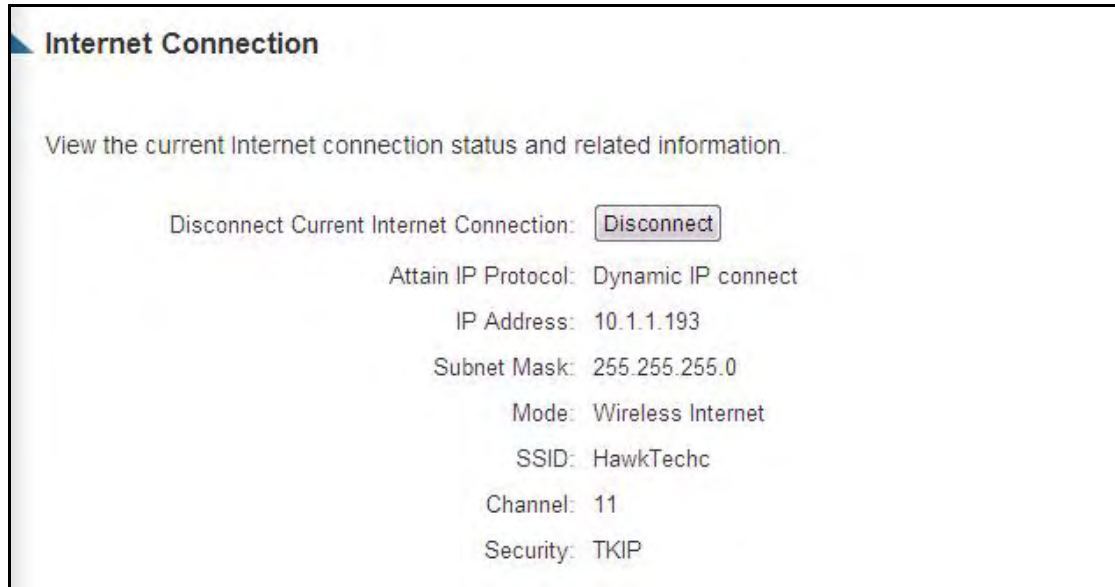 Internet Connection
View the current Internet connection status and related information.
Disconnect Current Internet Connection: Disconnect
Attain IP Protocol: Dynamic IP connect
IP Address: 10.1.1.193
Subnet Mask: 255.255.255.0
Mode: Wireless Internet
SSID: HawkTechc
Channel: 11
Security: TKIP